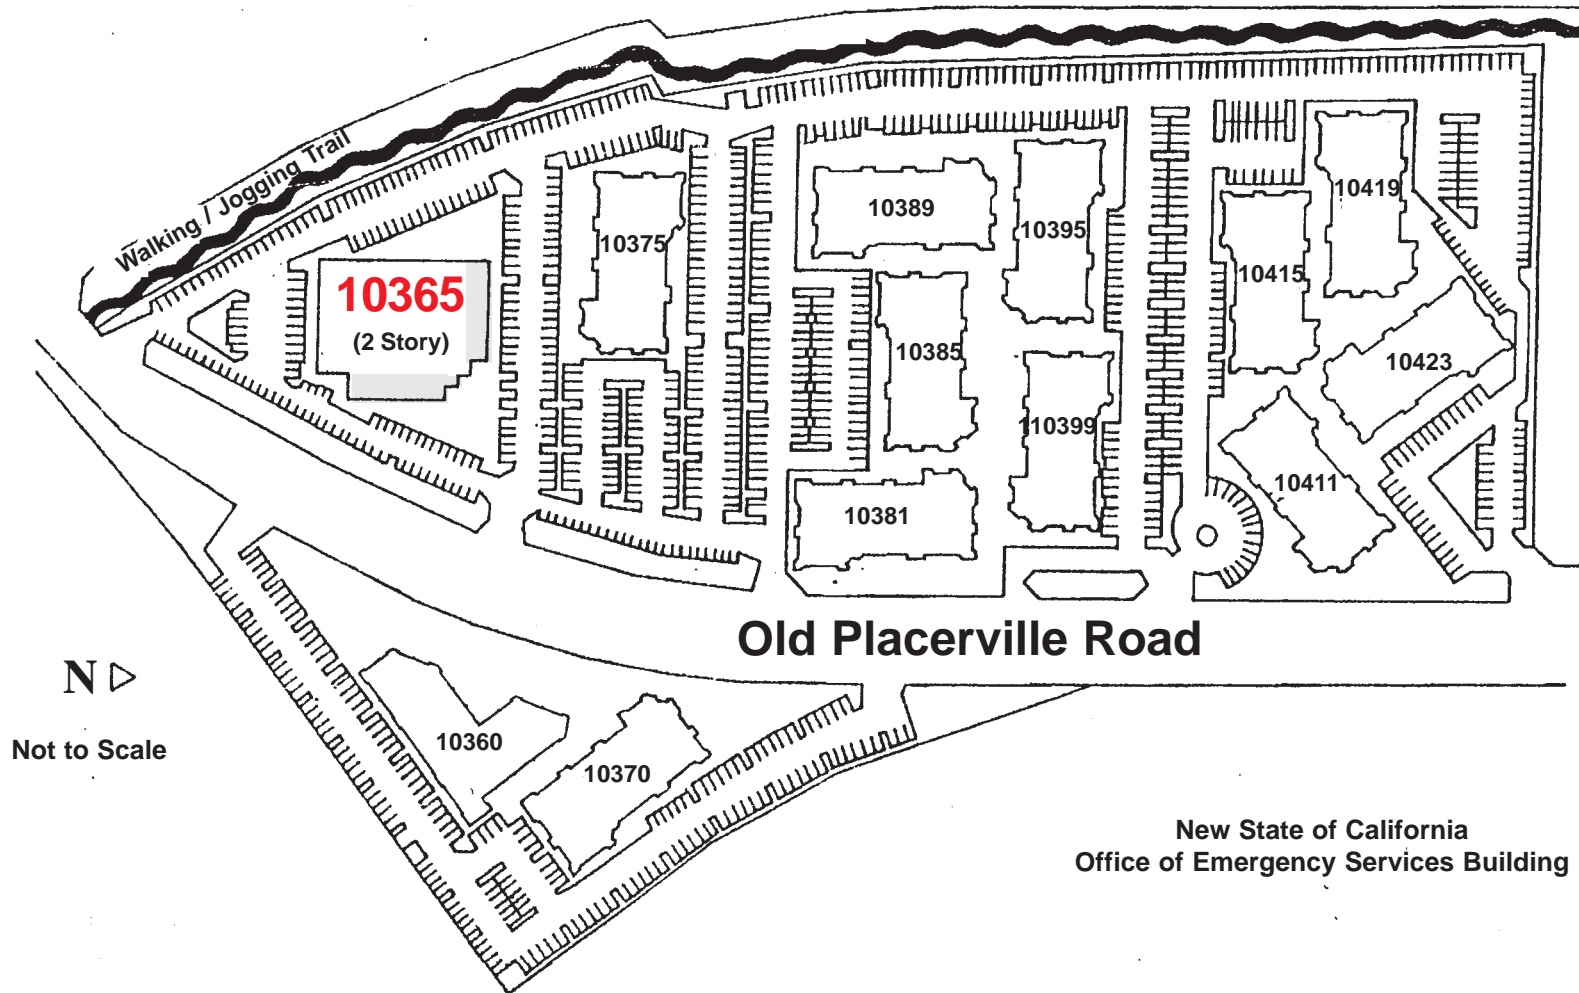 Walking / Jogging Trail
10389
10395
10419
10375
10415
10365
(2 Story)
10385
10423
110399
10411
10381
Old Placerville Road
N
Not to Scale
10360
10370
New State of California
Office of Emergency Services Building